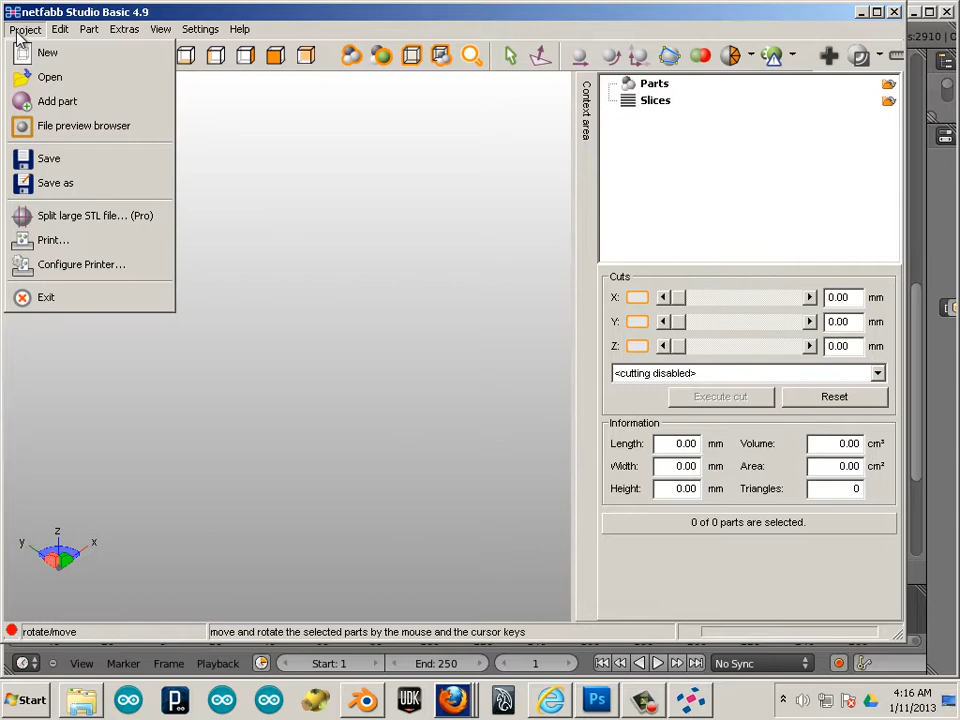 netfabb Studio Basic 4.9
Project Edit Part Extras View Settings Help
s:2910 | O
New
Open
Add part
File preview browser
Save
Save as
Split large STL file... (Pro)
Print...
Configure Printer...
Exit
Context area
Parts
Slices
Cuts
X: 0.00 mm
Y: 0.00 mm
Z: 0.00 mm
<cutting disabled>
Execute cut Reset
Information
Length: 0.00 mm Volume: 0.00 cm³
Width: 0.00 mm Area: 0.00 cm²
Height: 0.00 mm Triangles: 0
0 of 0 parts are selected.
z
y x
rotate/move move and rotate the selected parts by the mouse and the cursor keys
View Marker Frame Playback Start: 1 End: 250 1 No Sync
Start UDK Ps
4:16 AM
1/11/2013